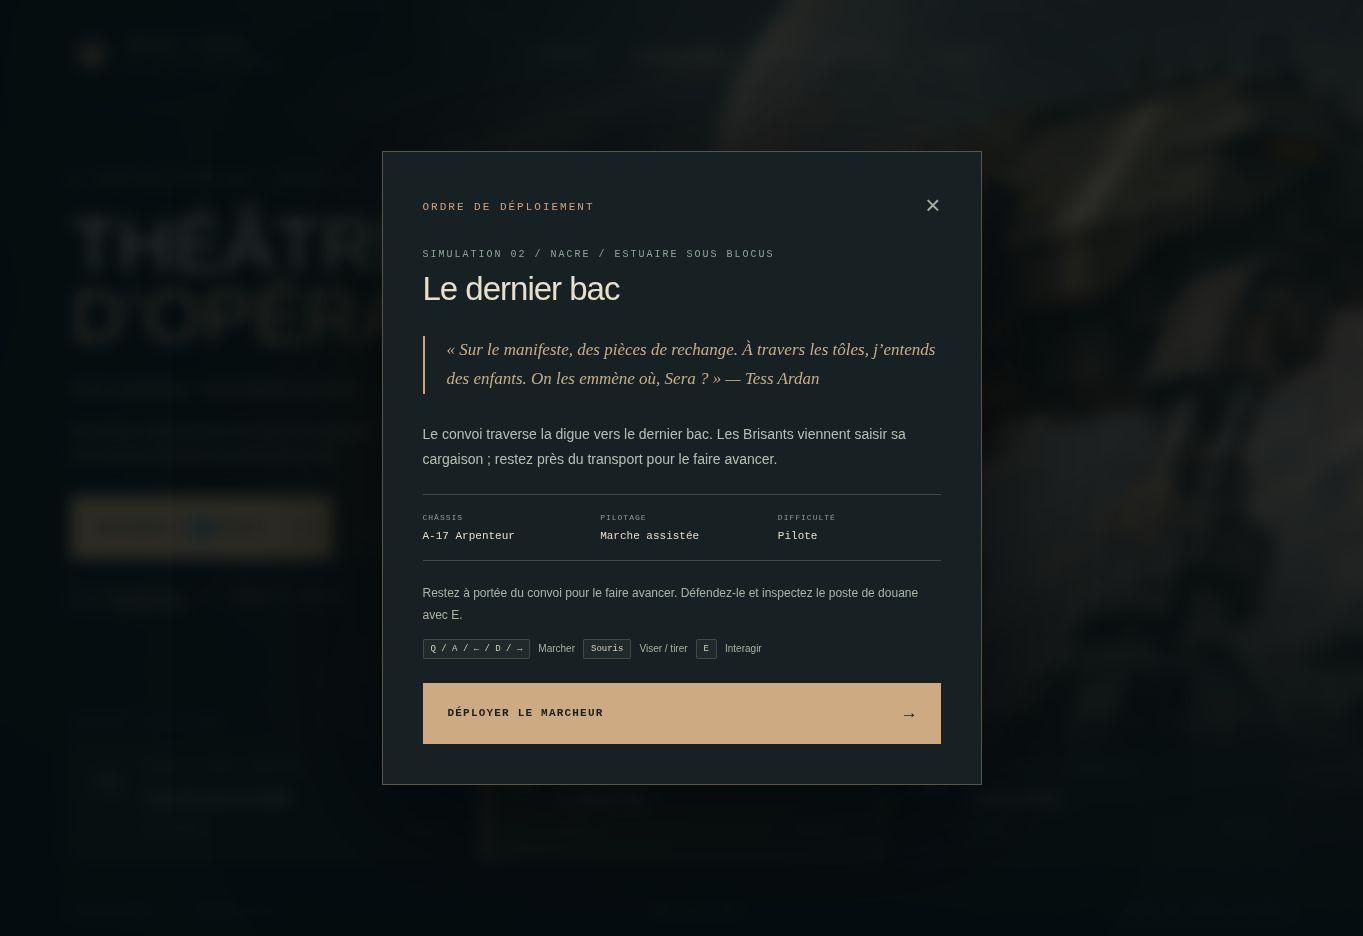 THÉÂTR
D'OPÉRA
ORDRE DE DÉPLOIEMENT
✕
SIMULATION 02 / NACRE / ESTUAIRE SOUS BLOCUS
Le dernier bac
« Sur le manifeste, des pièces de rechange. À travers les tôles, j’entends
des enfants. On les emmène où, Sera ? » — Tess Ardan
Le convoi traverse la digue vers le dernier bac. Les Brisants viennent saisir sa
cargaison ; restez près du transport pour le faire avancer.
CHÂSSIS PILOTAGE DIFFICULTÉ
A-17 Arpenteur Marche assistée Pilote
Restez à portée du convoi pour le faire avancer. Défendez-le et inspectez le poste de douane
avec E.
Q / A / ← / D / → Marcher Souris Viser / tirer E Interagir
DÉPLOYER LE MARCHEUR →